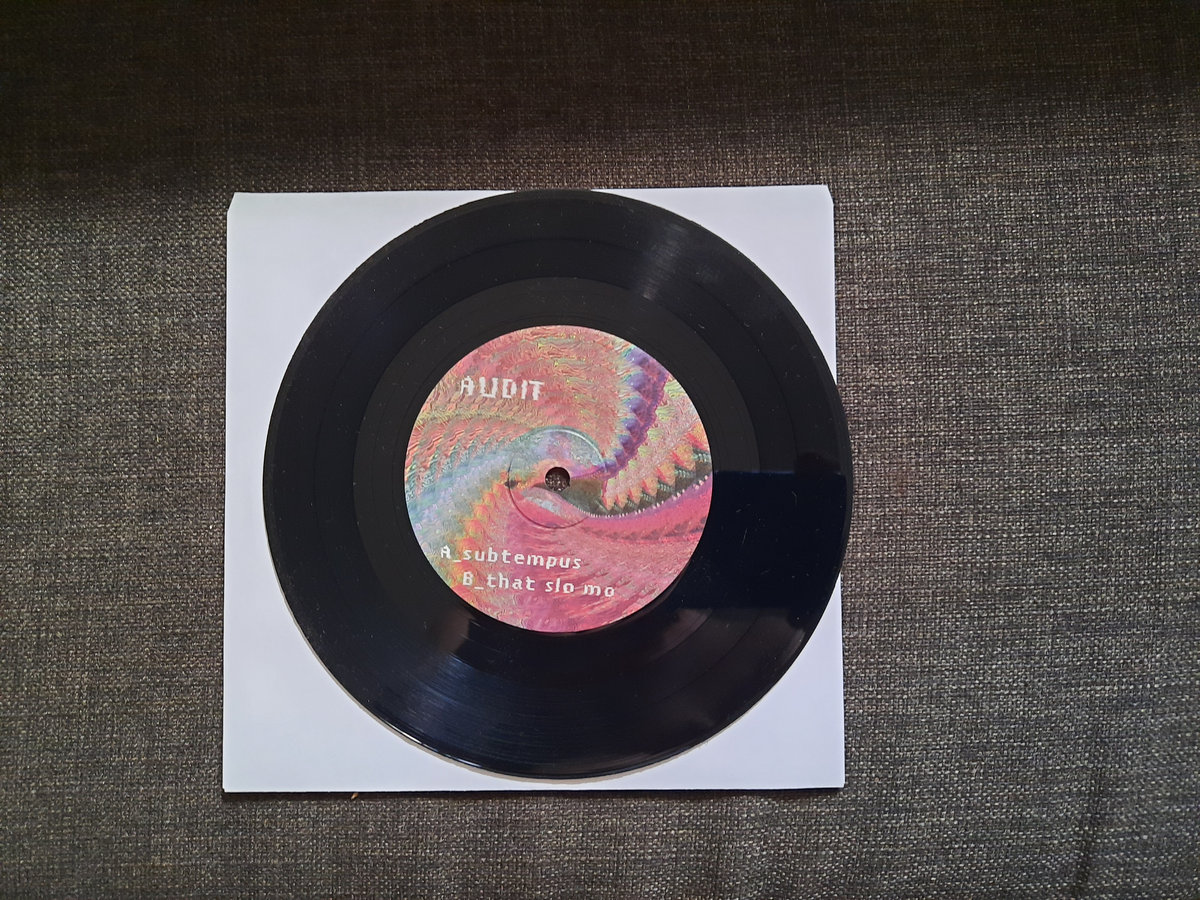 AUDIT
A_subtempus
B_that slo mo